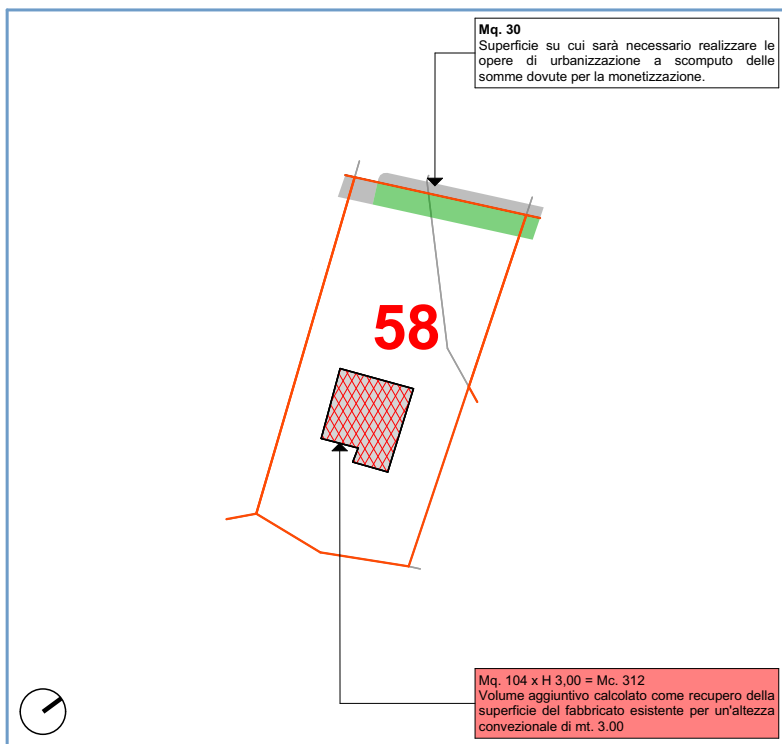 Mq. 30
Superficie su cui sarà necessario realizzare le
opere di urbanizzazione a scomputo delle
somme dovute per la monetizzazione.
58
Mq. 104 x H 3,00 = Mc. 312
Volume aggiuntivo calcolato come recupero della
superficie del fabbricato esistente per un'altezza
convezionale di mt. 3.00